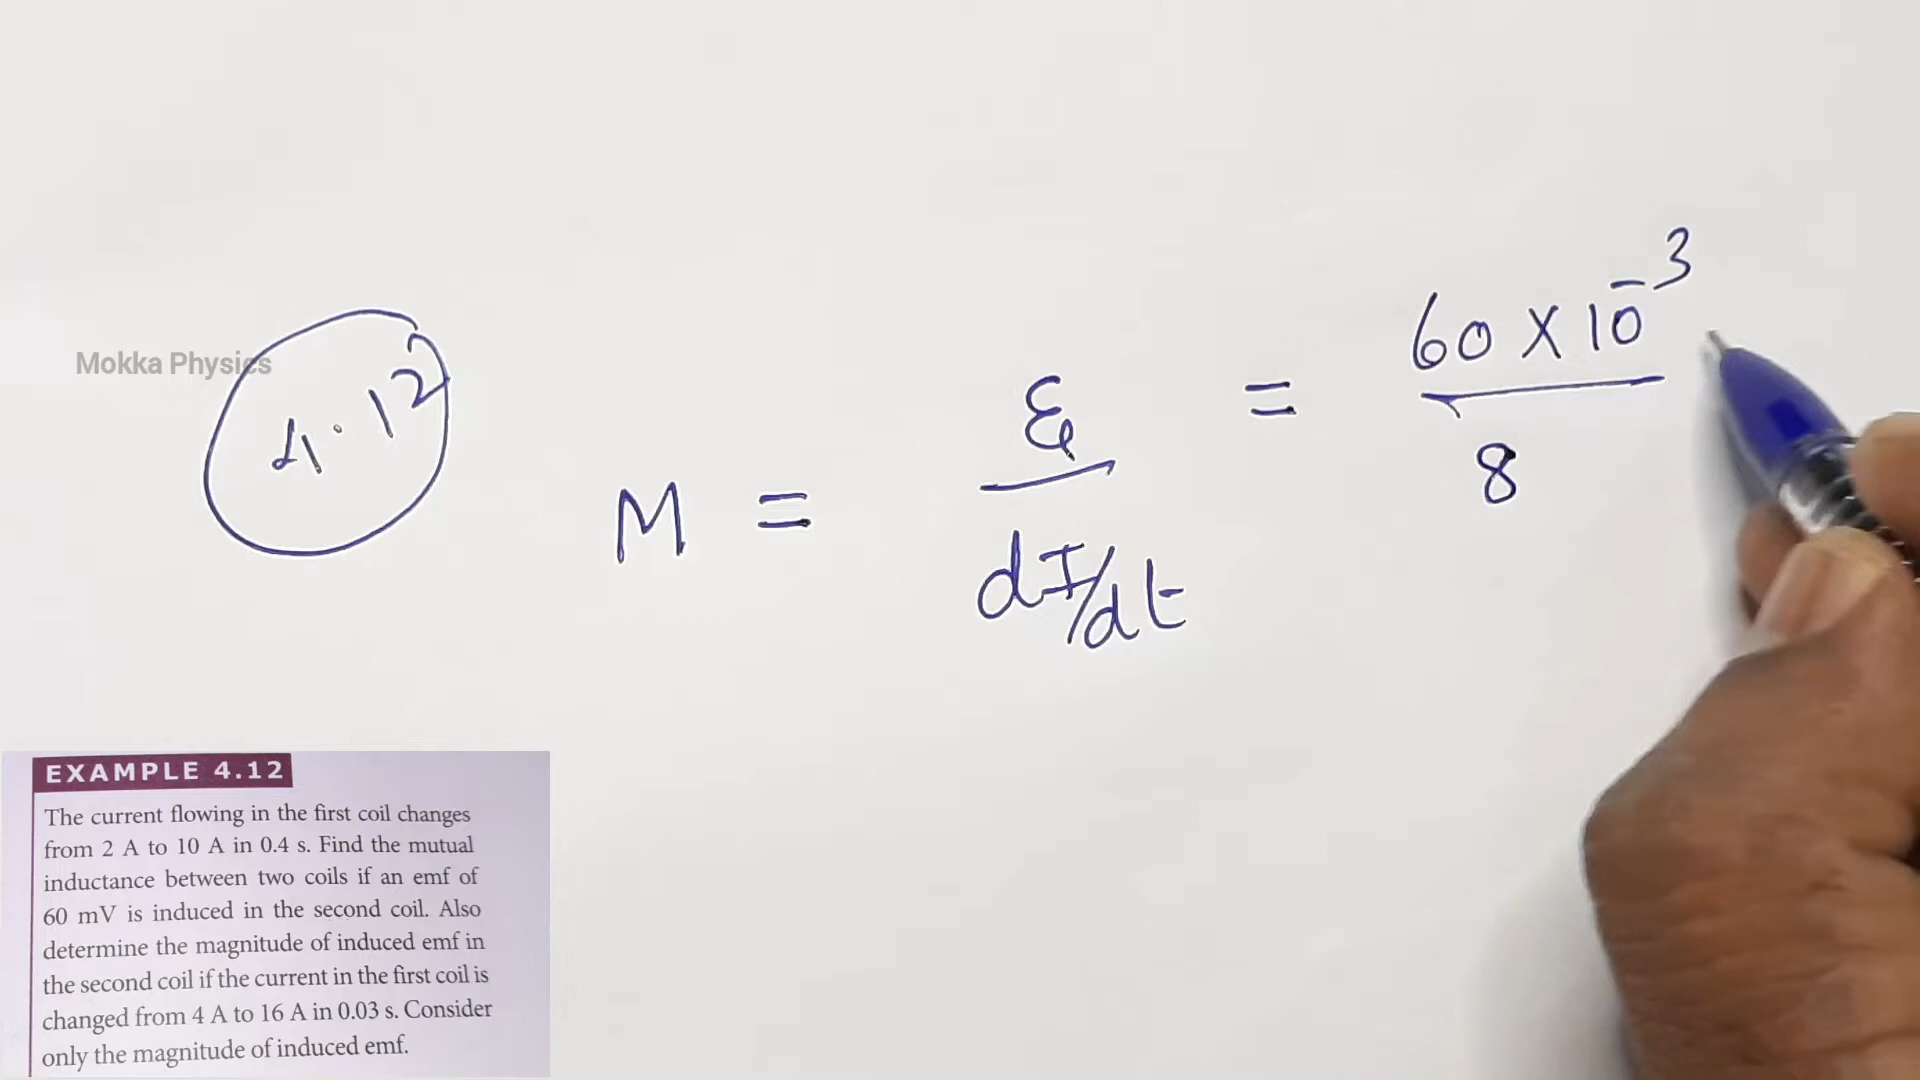 Mokka Physics
4.12
M = ℰ / dI/dt = 60 X 10⁻³ / 8
EXAMPLE 4.12
The current flowing in the first coil changes
from 2 A to 10 A in 0.4 s. Find the mutual
inductance between two coils if an emf of
60 mV is induced in the second coil. Also
determine the magnitude of induced emf in
the second coil if the current in the first coil is
changed from 4 A to 16 A in 0.03 s. Consider
only the magnitude of induced emf.